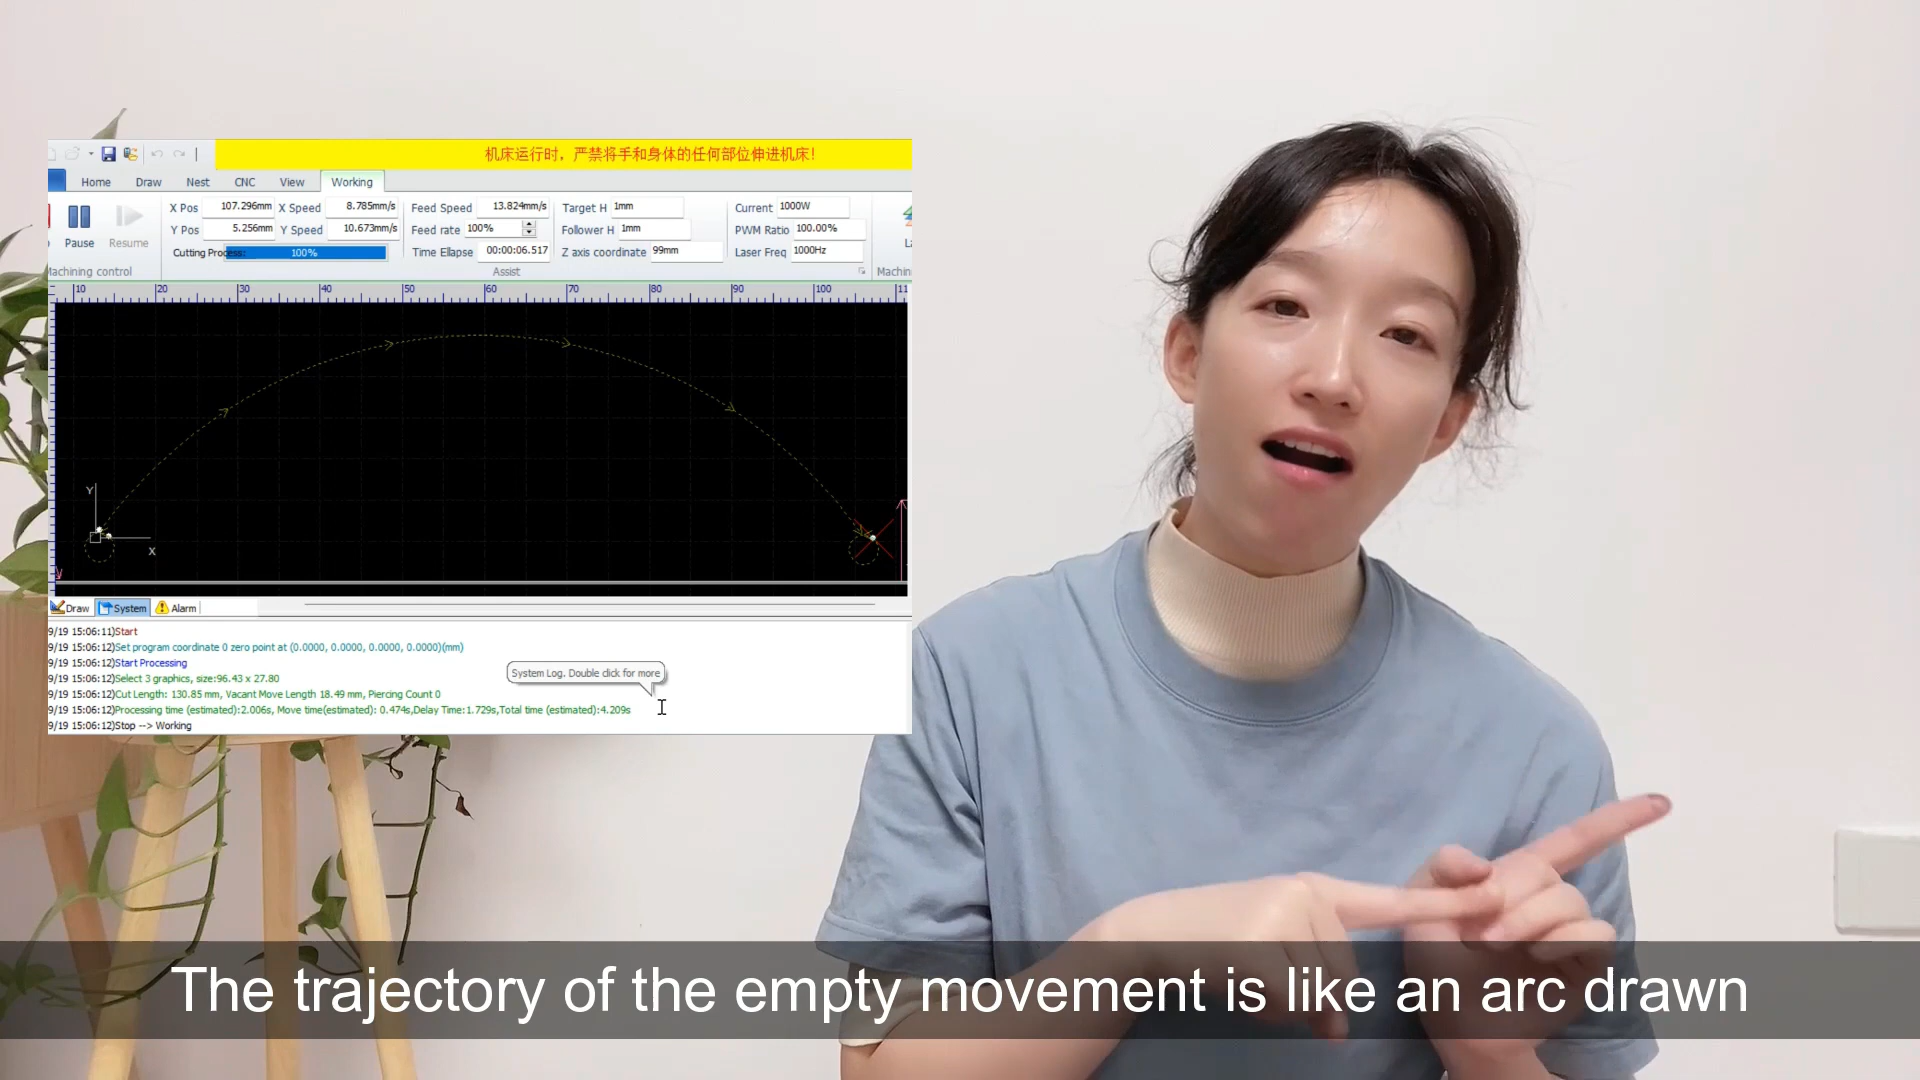 机床运行时，严禁将手和身体的任何部位伸进机床！
Home Draw Nest CNC View Working
X Pos 107.296mm X Speed 8.785mm/s Feed Speed 13.824mm/s Target H 1mm Current 1000W
Pause Resume Y Pos 5.256mm Y Speed 10.673mm/s Feed rate 100% Follower H 1mm PWM Ratio 100.00%
Cutting Process: 100% Time Ellapse 00:00:06.517 Z axis coordinate 99mm Laser Freq 1000Hz
Machining control Assist Machin
10 20 30 40 50 60 70 80 90 100 11
Y
X
Draw System Alarm
9/19 15:06:11)Start
9/19 15:06:12)Set program coordinate 0 zero point at (0.0000, 0.0000, 0.0000, 0.0000)(mm)
9/19 15:06:12)Start Processing
System Log. Double click for more
9/19 15:06:12)Select 3 graphics, size:96.43 x 27.80
9/19 15:06:12)Cut Length: 130.85 mm, Vacant Move Length 18.49 mm, Piercing Count 0
9/19 15:06:12)Processing time (estimated):2.006s, Move time(estimated): 0.474s,Delay Time:1.729s,Total time (estimated):4.209s
9/19 15:06:12)Stop --> Working
The trajectory of the empty movement is like an arc drawn